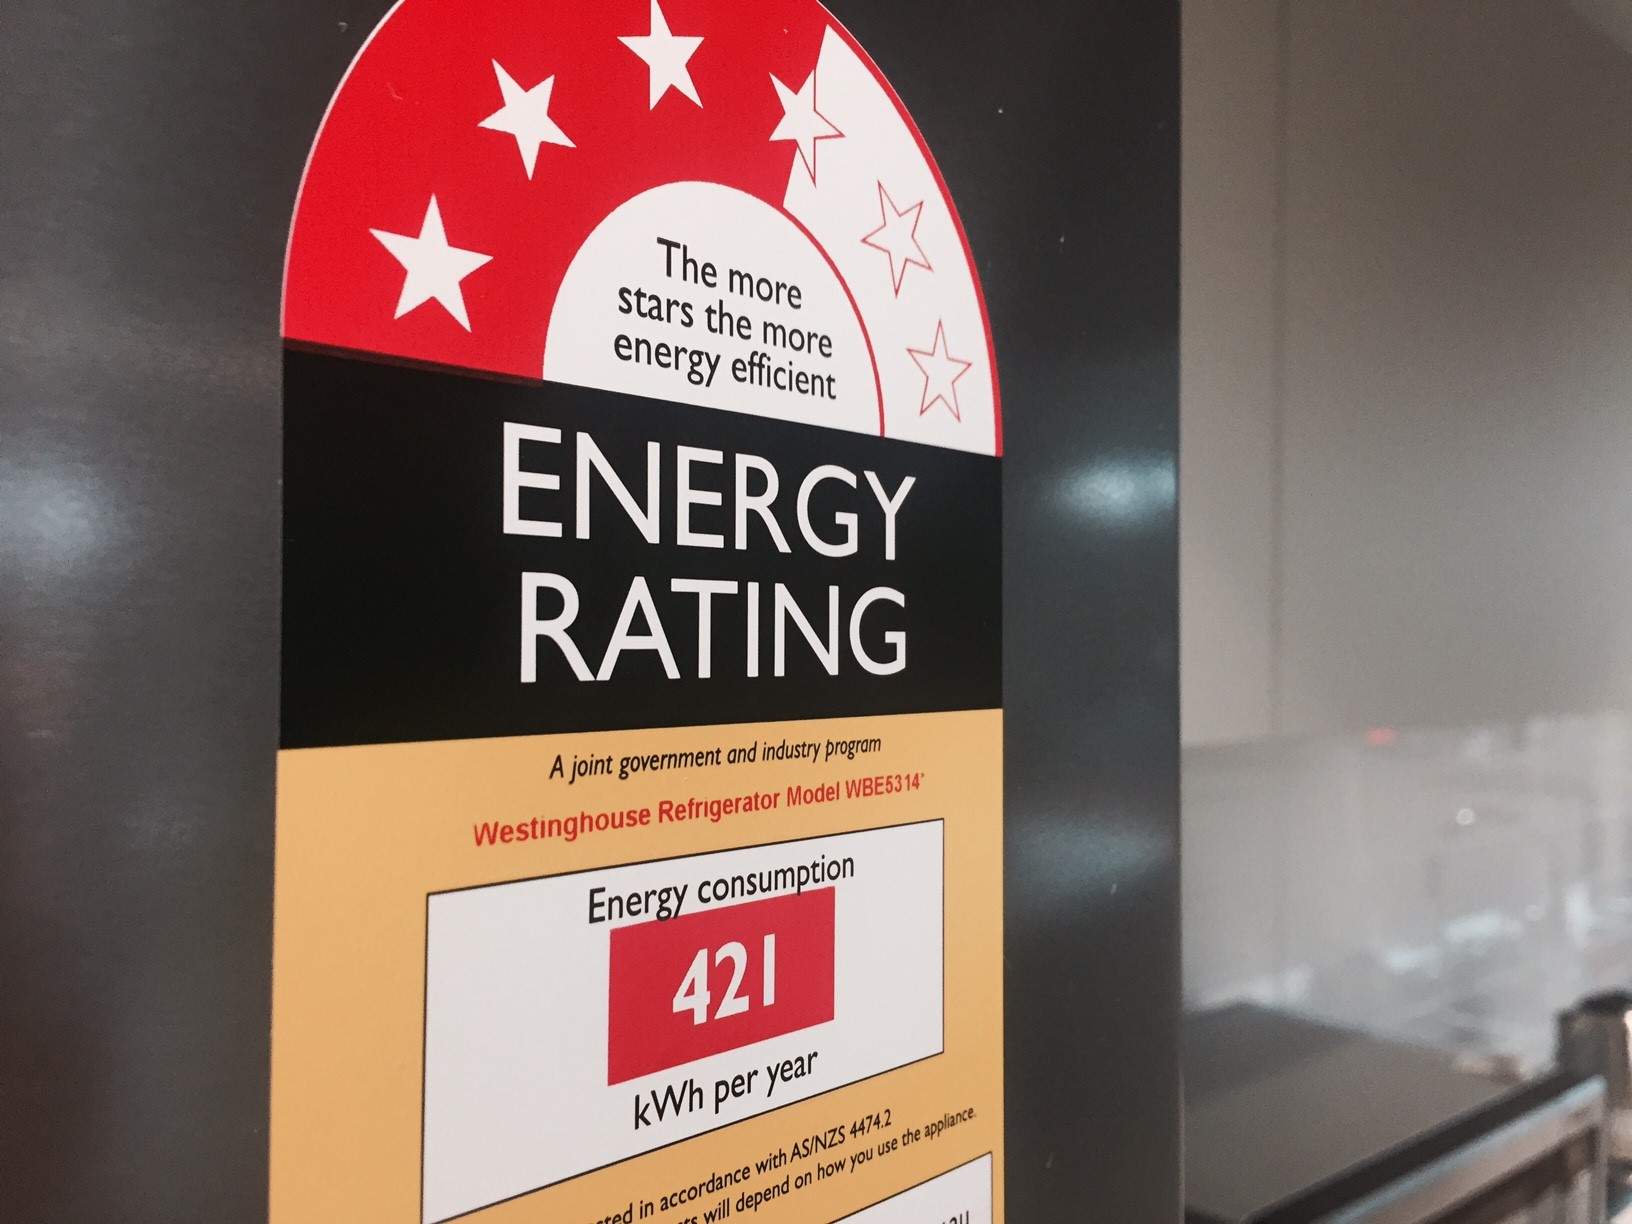 The more
stars the more
energy efficient
ENERGY
RATING
A joint government and industry program
Westinghouse Refrigerator Model WBE5314*
Energy consumption
421
kWh per year
in accordance with AS/NZS 4474.2
will depend on how you use the appliance.